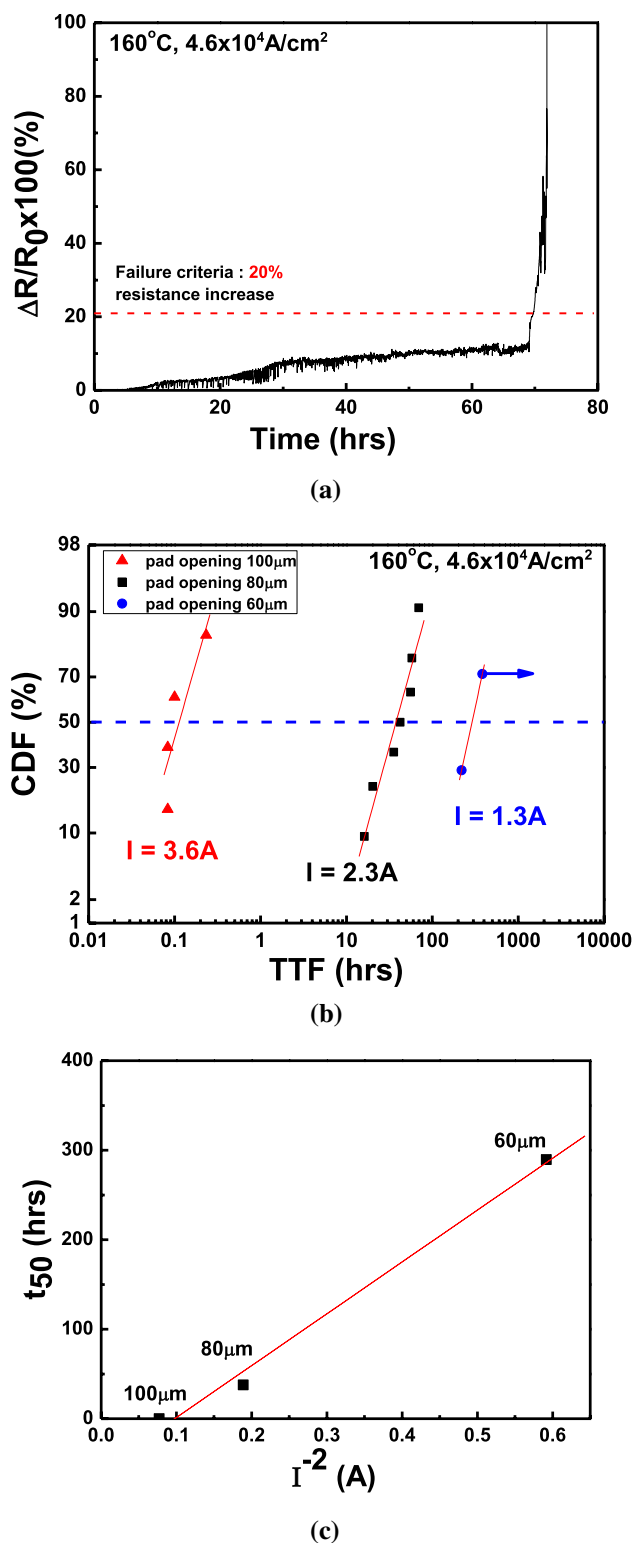 160°C, 4.6x10⁴A/cm²
ΔR/R₀x100(%)
100
80
60
40
20
0
Failure criteria : 20%
resistance increase
0 20 40 60 80
Time (hrs)
(a)
160°C, 4.6x10⁴A/cm²
pad opening 100μm
pad opening 80μm
pad opening 60μm
CDF (%)
98
90
70
50
30
10
2
1
I = 3.6A
I = 2.3A
I = 1.3A
0.01 0.1 1 10 100 1000 10000
TTF (hrs)
(b)
t₅₀ (hrs)
400
300
200
100
0
60μm
80μm
100μm
0.0 0.1 0.2 0.3 0.4 0.5 0.6
I⁻² (A)
(c)